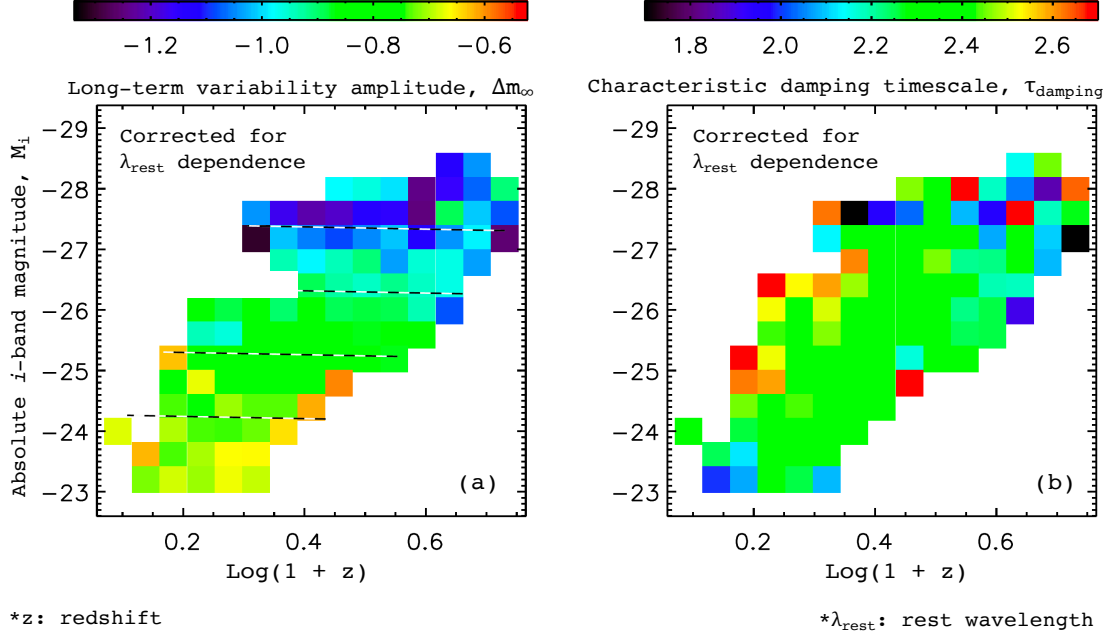 −1.2 −1.0 −0.8 −0.6
Long-term variability amplitude, Δm∞
Corrected for
λrest dependence
Absolute i-band magnitude, Mi
−29
−28
−27
−26
−25
−24
−23
(a)
0.2 0.4 0.6
Log(1 + z)
*z: redshift
1.8 2.0 2.2 2.4 2.6
Characteristic damping timescale, τdamping
Corrected for
λrest dependence
−29
−28
−27
−26
−25
−24
−23
(b)
0.2 0.4 0.6
Log(1 + z)
*λrest: rest wavelength